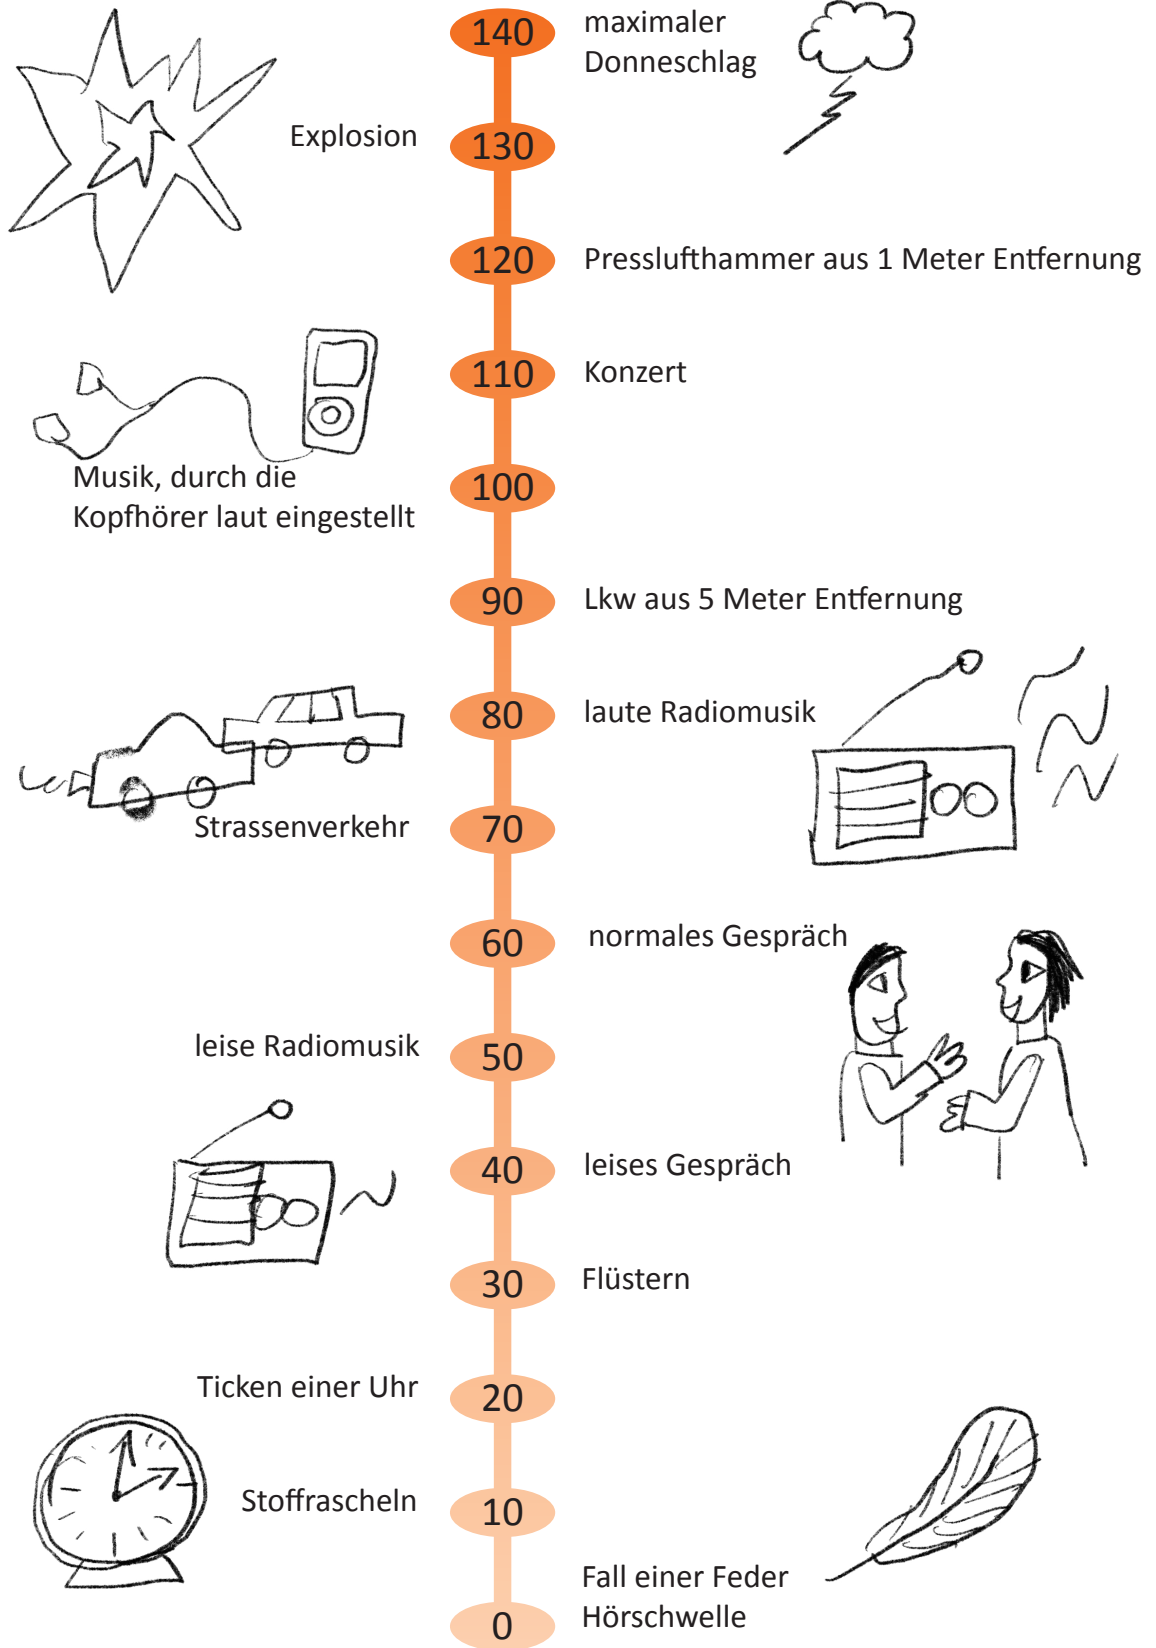 140
maximaler
Donneschlag
Explosion
130
120
Presslufthammer aus 1 Meter Entfernung
110
Konzert
Musik, durch die
Kopfhörer laut eingestellt
100
90
Lkw aus 5 Meter Entfernung
80
laute Radiomusik
Strassenverkehr
70
60
normales Gespräch
leise Radiomusik
50
40
leises Gespräch
30
Flüstern
Ticken einer Uhr
20
Stoffrascheln
10
Fall einer Feder
Hörschwelle
0